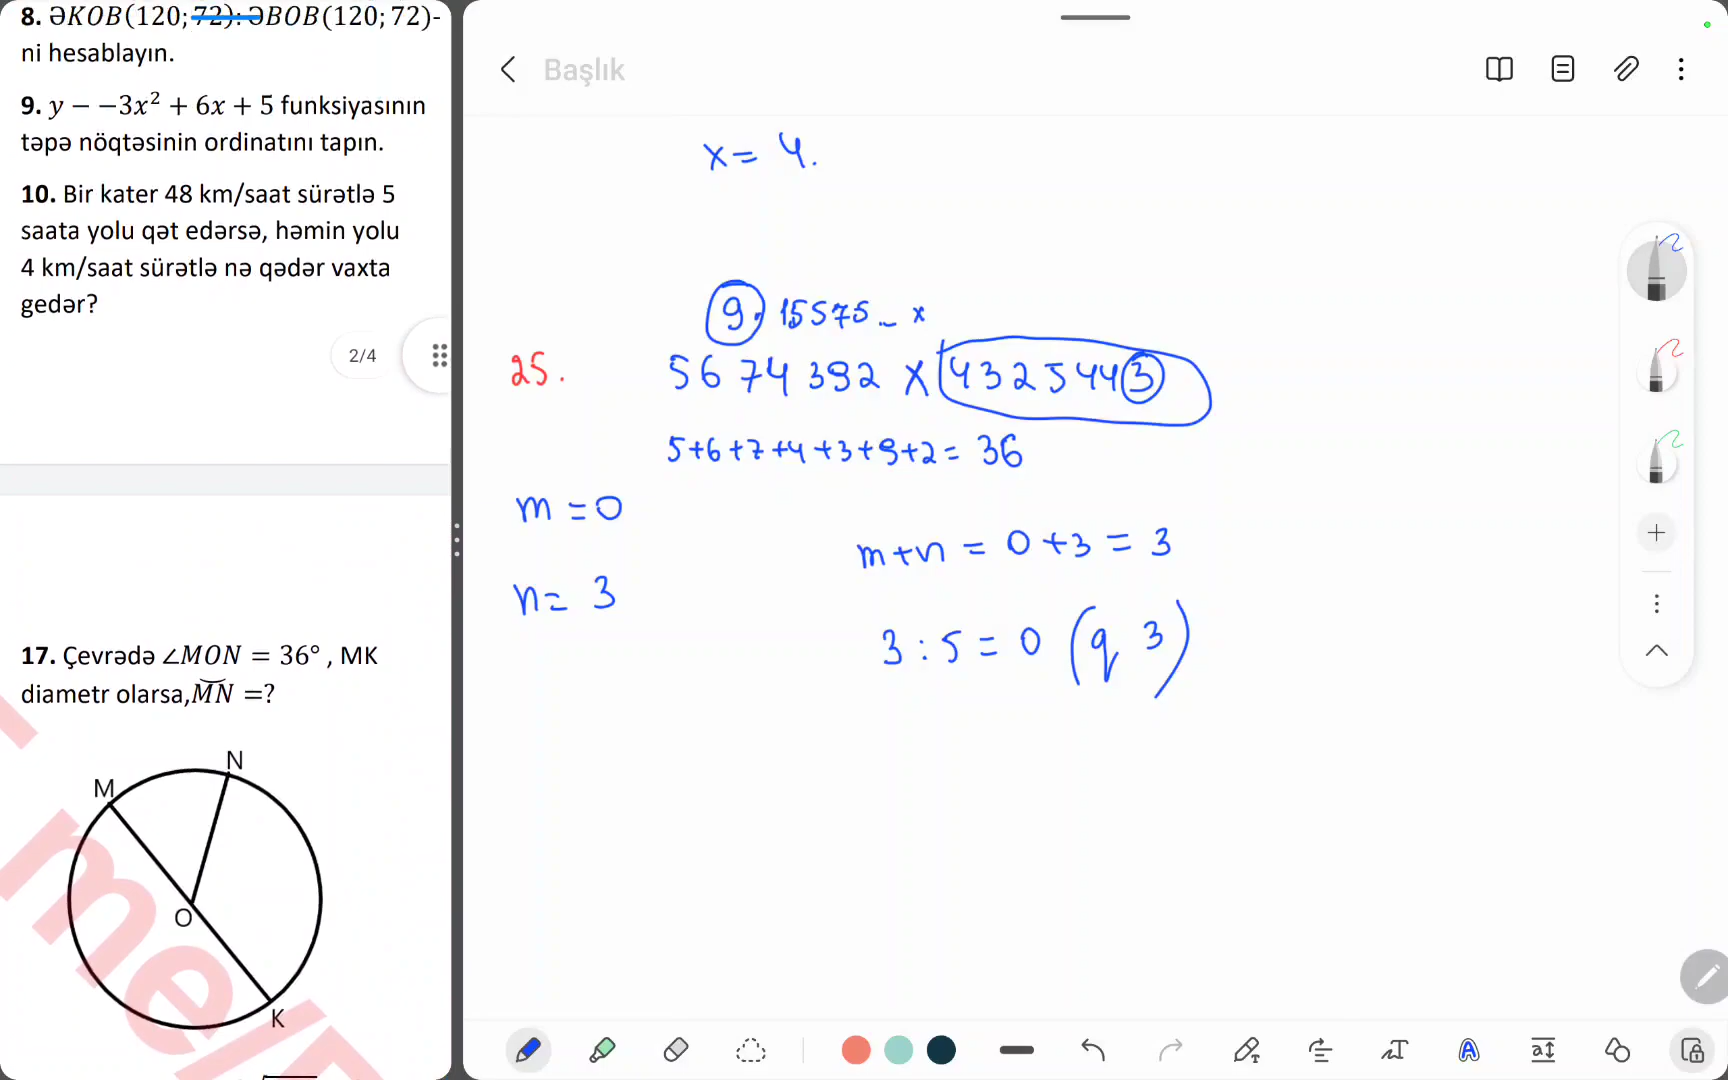 8. ƏKOB(120; 72): ƏBOB(120; 72)-
ni hesablayın.
9. y − −3x² + 6x + 5 funksiyasının
təpə nöqtəsinin ordinatını tapın.
10. Bir kater 48 km/saat sürətlə 5
saata yolu qət edərsə, həmin yolu
4 km/saat sürətlə nə qədər vaxta
gedər?
2/4
17. Çevrədə ∠MON = 36° , MK
diametr olarsa, M͡N =?
N
M
O
K
me/
Başlık
x = 4.
9. 15575.. x
25. 5674392 x 4325443
5+6+7+4+3+9+2= 36
m = 0
m+n = 0+3 = 3
n= 3
3 : 5 = 0 (q 3)